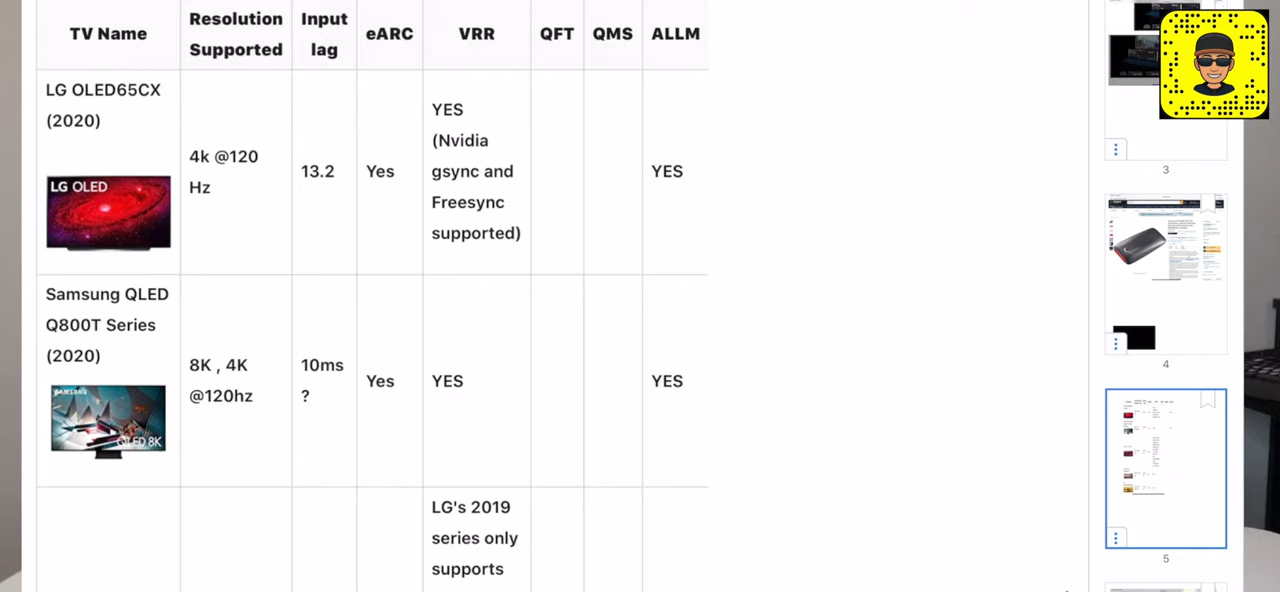 TV Name
Resolution
Supported
Input
lag
eARC
VRR
QFT
QMS
ALLM
LG OLED65CX
(2020)
LG OLED
4k @120
Hz
13.2
Yes
YES
(Nvidia
gsync and
Freesync
supported)
YES
Samsung QLED
Q800T Series
(2020)
SAMSUNG
QLED 8K
8K , 4K
@120hz
10ms
?
Yes
YES
YES
LG's 2019
series only
supports
3
4
5